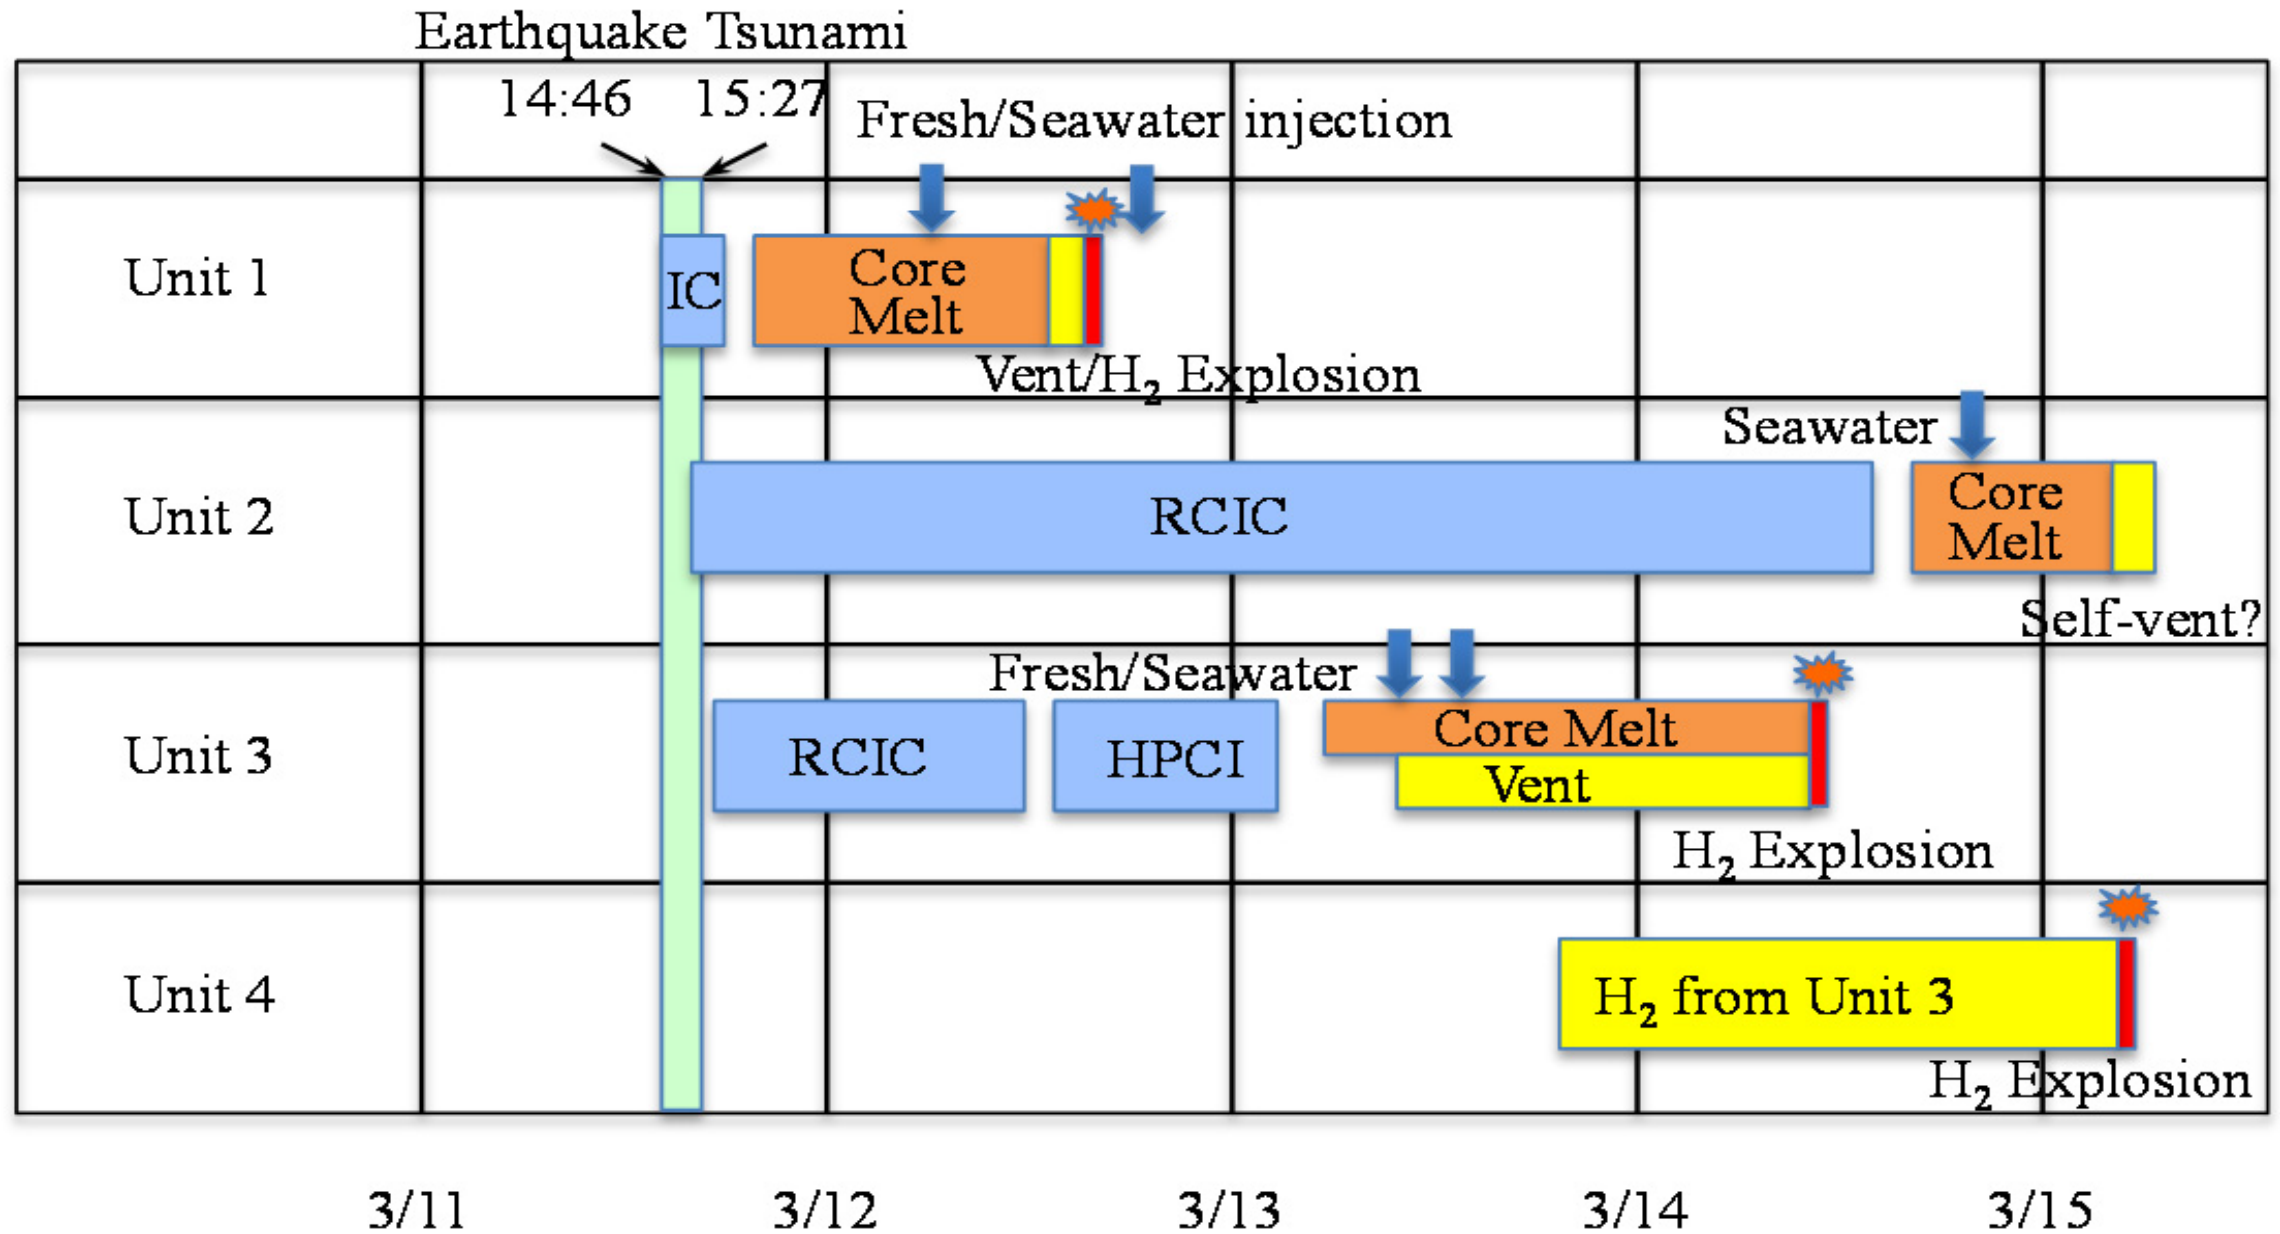 Earthquake Tsunami
14:46 15:27
Fresh/Seawater injection
Unit 1
IC
Core
Melt
Vent/H₂ Explosion
Seawater
Unit 2
RCIC
Core
Melt
Self-vent?
Fresh/Seawater
Unit 3
RCIC
HPCI
Core Melt
Vent
H₂ Explosion
Unit 4
H₂ from Unit 3
H₂ Explosion
3/11 3/12 3/13 3/14 3/15